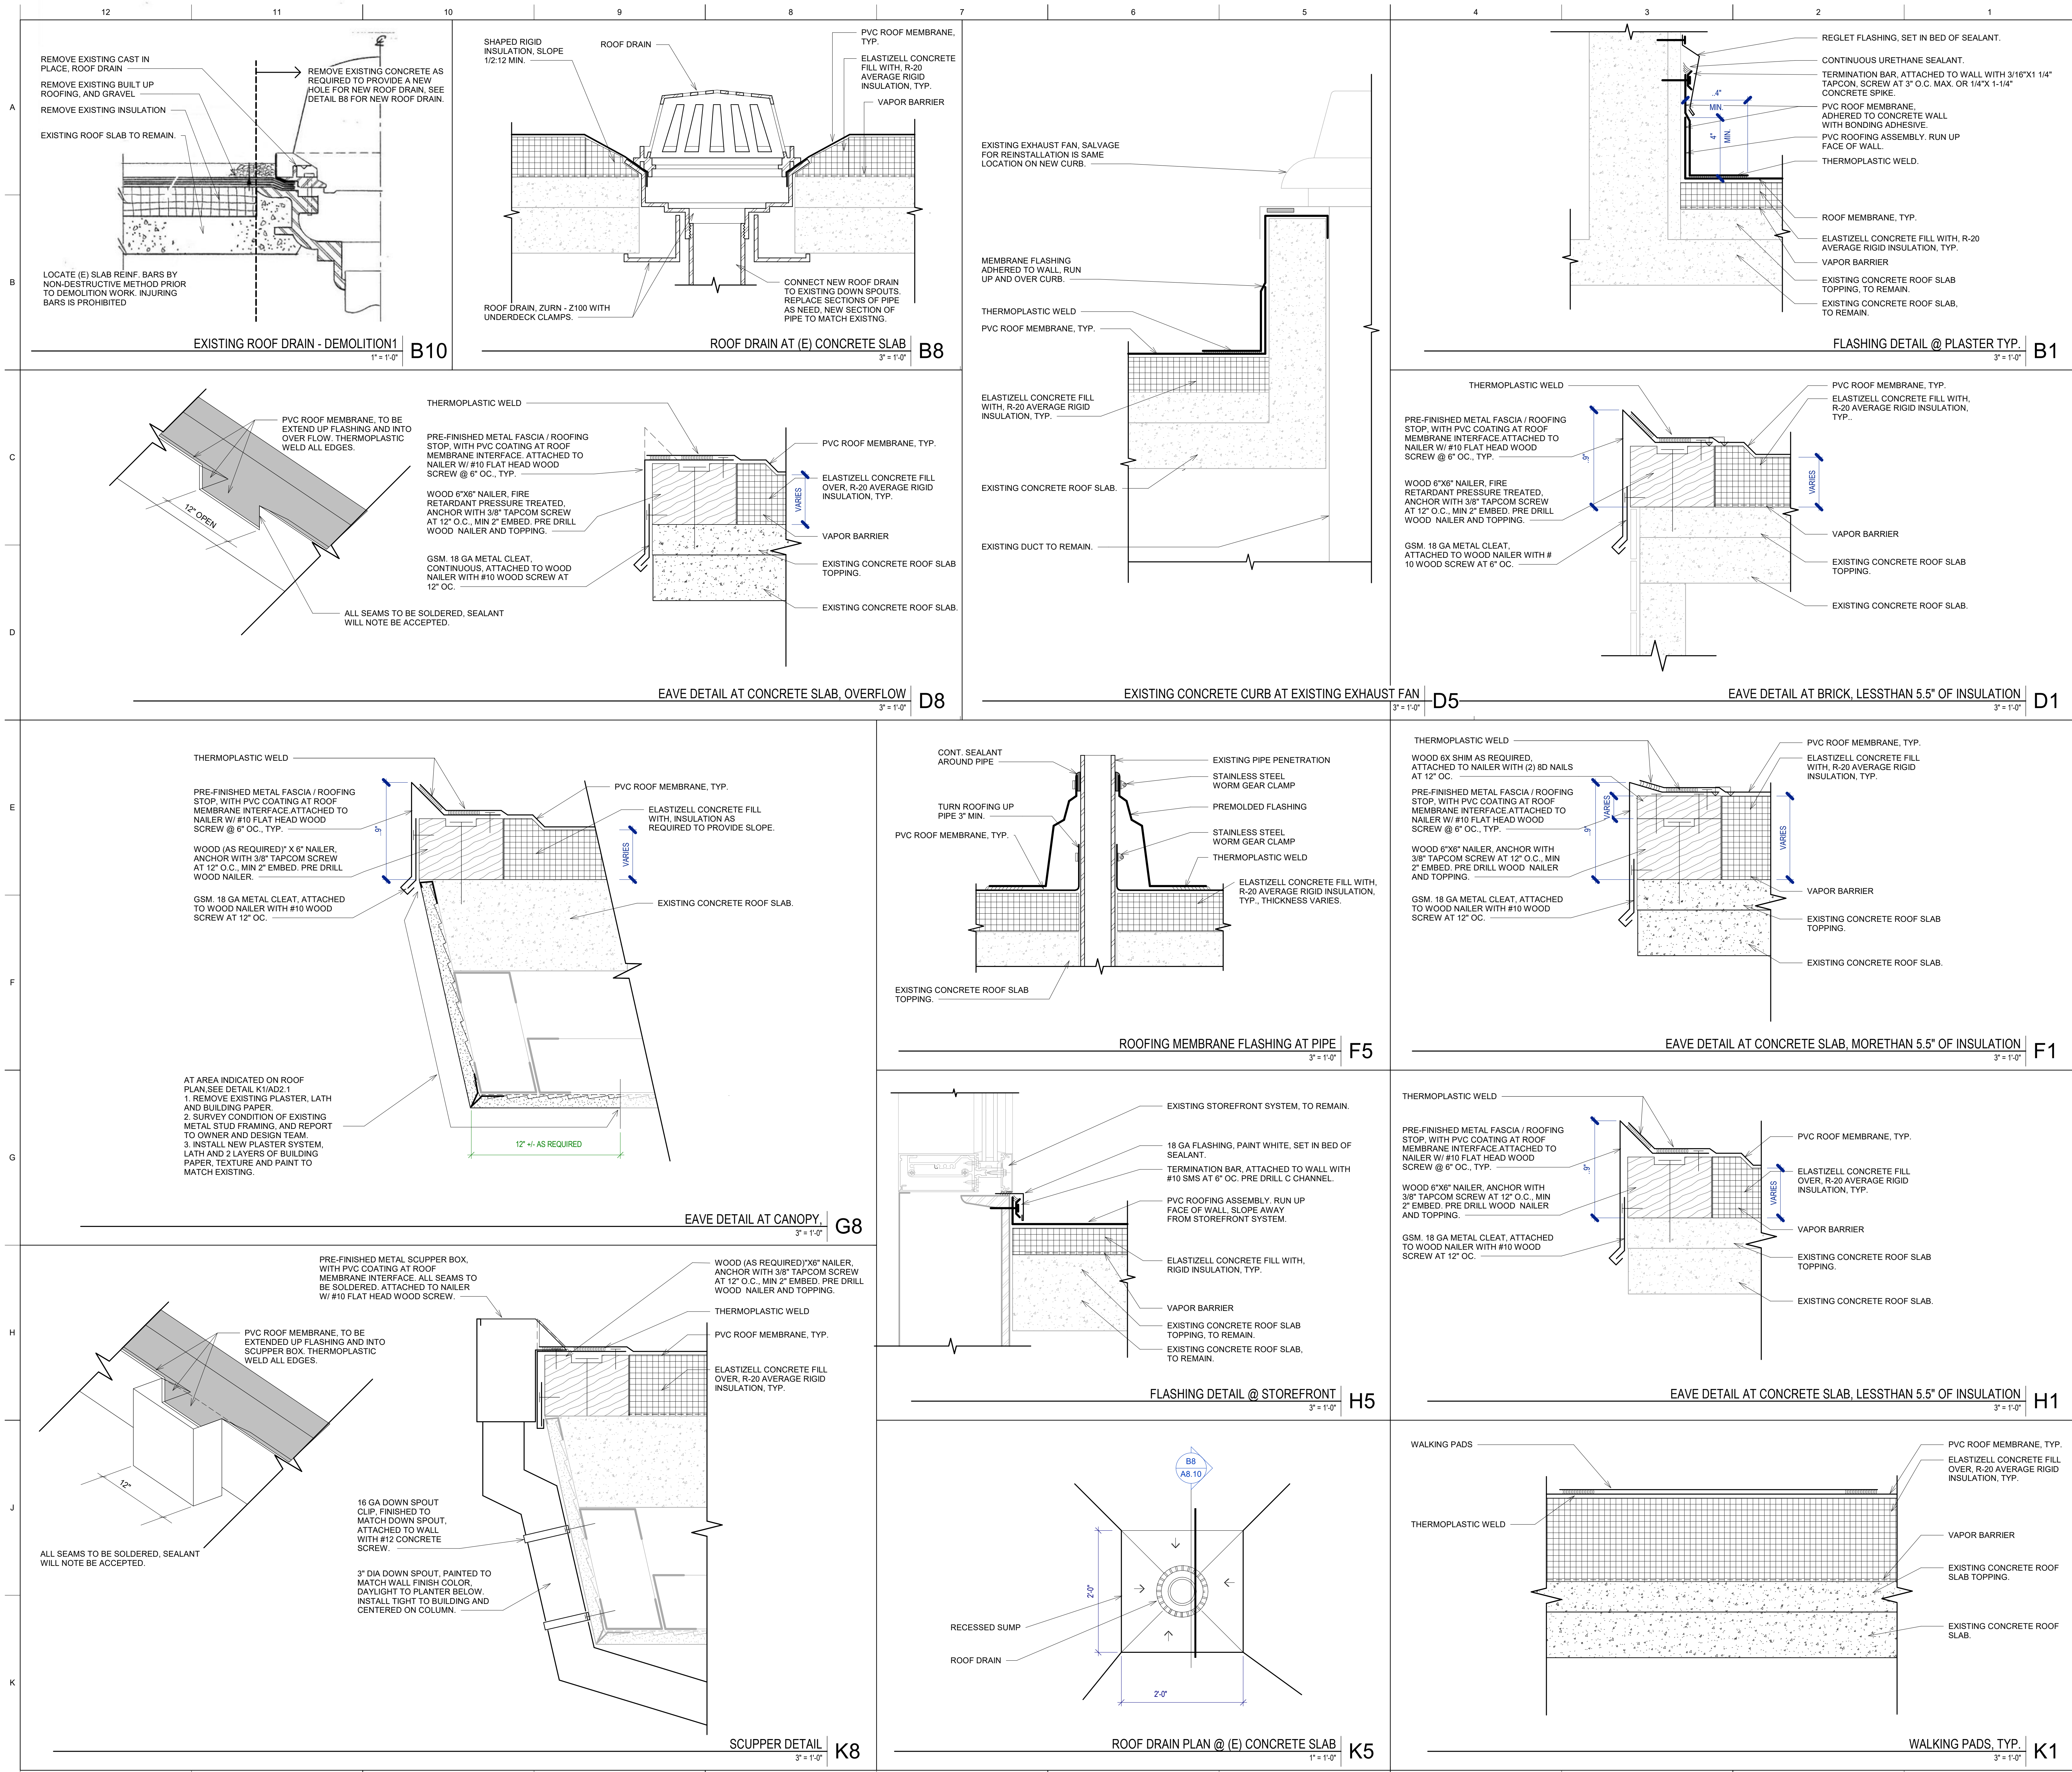 12
11
10
9
8
7
6
5
4
3
2
1
A
B
C
D
E
F
G
H
J
K
REMOVE EXISTING CAST IN
PLACE, ROOF DRAIN
REMOVE EXISTING BUILT UP
ROOFING, AND GRAVEL
REMOVE EXISTING INSULATION
EXISTING ROOF SLAB TO REMAIN.
REMOVE EXISTING CONCRETE AS
REQUIRED TO PROVIDE A NEW
HOLE FOR NEW ROOF DRAIN, SEE
DETAIL B8 FOR NEW ROOF DRAIN.
LOCATE (E) SLAB REINF. BARS BY
NON-DESTRUCTIVE METHOD PRIOR
TO DEMOLITION WORK. INJURING
BARS IS PROHIBITED
EXISTING ROOF DRAIN - DEMOLITION1
1" = 1'-0"
B10
SHAPED RIGID
INSULATION, SLOPE
1/2:12 MIN.
ROOF DRAIN
PVC ROOF MEMBRANE,
TYP.
ELASTIZELL CONCRETE
FILL WITH, R-20
AVERAGE RIGID
INSULATION, TYP.
VAPOR BARRIER
ROOF DRAIN, ZURN - Z100 WITH
UNDERDECK CLAMPS.
CONNECT NEW ROOF DRAIN
TO EXISTING DOWN SPOUTS.
REPLACE SECTIONS OF PIPE
AS NEED, NEW SECTION OF
PIPE TO MATCH EXISTNG.
ROOF DRAIN AT (E) CONCRETE SLAB
3" = 1'-0"
B8
EXISTING EXHAUST FAN, SALVAGE
FOR REINSTALLATION IS SAME
LOCATION ON NEW CURB.
MEMBRANE FLASHING
ADHERED TO WALL, RUN
UP AND OVER CURB.
THERMOPLASTIC WELD
PVC ROOF MEMBRANE, TYP.
ELASTIZELL CONCRETE FILL
WITH, R-20 AVERAGE RIGID
INSULATION, TYP.
EXISTING CONCRETE ROOF SLAB.
EXISTING DUCT TO REMAIN.
EXISTING CONCRETE CURB AT EXISTING EXHAUST FAN
3" = 1'-0"
D5
REGLET FLASHING, SET IN BED OF SEALANT.
CONTINUOUS URETHANE SEALANT.
TERMINATION BAR, ATTACHED TO WALL WITH 3/16"X1 1/4"
TAPCON, SCREW AT 3" O.C. MAX. OR 1/4"X 1-1/4"
CONCRETE SPIKE.
PVC ROOF MEMBRANE,
ADHERED TO CONCRETE WALL
WITH BONDING ADHESIVE.
PVC ROOFING ASSEMBLY. RUN UP
FACE OF WALL.
THERMOPLASTIC WELD.
..4"
MIN.
4"
MIN.
ROOF MEMBRANE, TYP.
ELASTIZELL CONCRETE FILL WITH, R-20
AVERAGE RIGID INSULATION, TYP.
VAPOR BARRIER
EXISTING CONCRETE ROOF SLAB
TOPPING, TO REMAIN.
EXISTING CONCRETE ROOF SLAB,
TO REMAIN.
FLASHING DETAIL @ PLASTER TYP.
3" = 1'-0"
B1
PVC ROOF MEMBRANE, TO BE
EXTEND UP FLASHING AND INTO
OVER FLOW. THERMOPLASTIC
WELD ALL EDGES.
12" OPEN
ALL SEAMS TO BE SOLDERED, SEALANT
WILL NOTE BE ACCEPTED.
THERMOPLASTIC WELD
PRE-FINISHED METAL FASCIA / ROOFING
STOP, WITH PVC COATING AT ROOF
MEMBRANE INTERFACE. ATTACHED TO
NAILER W/ #10 FLAT HEAD WOOD
SCREW @ 6" OC., TYP.
WOOD 6"X6" NAILER, FIRE
RETARDANT PRESSURE TREATED,
ANCHOR WITH 3/8" TAPCOM SCREW
AT 12" O.C., MIN 2" EMBED. PRE DRILL
WOOD NAILER AND TOPPING.
GSM. 18 GA METAL CLEAT,
CONTINUOUS, ATTACHED TO WOOD
NAILER WITH #10 WOOD SCREW AT
12" OC.
PVC ROOF MEMBRANE, TYP.
ELASTIZELL CONCRETE FILL
OVER, R-20 AVERAGE RIGID
INSULATION, TYP.
VARIES
VAPOR BARRIER
EXISTING CONCRETE ROOF SLAB
TOPPING.
EXISTING CONCRETE ROOF SLAB.
EAVE DETAIL AT CONCRETE SLAB, OVERFLOW
3" = 1'-0"
D8
THERMOPLASTIC WELD
PRE-FINISHED METAL FASCIA / ROOFING
STOP, WITH PVC COATING AT ROOF
MEMBRANE INTERFACE.ATTACHED TO
NAILER W/ #10 FLAT HEAD WOOD
SCREW @ 6" OC., TYP.
WOOD 6"X6" NAILER, FIRE
RETARDANT PRESSURE TREATED,
ANCHOR WITH 3/8" TAPCOM SCREW
AT 12" O.C., MIN 2" EMBED. PRE DRILL
WOOD NAILER AND TOPPING.
GSM. 18 GA METAL CLEAT,
ATTACHED TO WOOD NAILER WITH #
10 WOOD SCREW AT 6" OC.
..9"
VARIES
PVC ROOF MEMBRANE, TYP.
ELASTIZELL CONCRETE FILL WITH,
R-20 AVERAGE RIGID INSULATION,
TYP..
VAPOR BARRIER
EXISTING CONCRETE ROOF SLAB
TOPPING.
EXISTING CONCRETE ROOF SLAB.
EAVE DETAIL AT BRICK, LESSTHAN 5.5" OF INSULATION
3" = 1'-0"
D1
THERMOPLASTIC WELD
PRE-FINISHED METAL FASCIA / ROOFING
STOP, WITH PVC COATING AT ROOF
MEMBRANE INTERFACE.ATTACHED TO
NAILER W/ #10 FLAT HEAD WOOD
SCREW @ 6" OC., TYP.
WOOD (AS REQUIRED)" X 6" NAILER,
ANCHOR WITH 3/8" TAPCOM SCREW
AT 12" O.C., MIN 2" EMBED. PRE DRILL
WOOD NAILER.
GSM. 18 GA METAL CLEAT, ATTACHED
TO WOOD NAILER WITH #10 WOOD
SCREW AT 12" OC.
..9"
VARIES
PVC ROOF MEMBRANE, TYP.
ELASTIZELL CONCRETE FILL
WITH, INSULATION AS
REQUIRED TO PROVIDE SLOPE.
EXISTING CONCRETE ROOF SLAB.
AT AREA INDICATED ON ROOF
PLAN,SEE DETAIL K1/AD2.1
1. REMOVE EXISTING PLASTER, LATH
AND BUILDING PAPER.
2. SURVEY CONDITION OF EXISTING
METAL STUD FRAMING, AND REPORT
TO OWNER AND DESIGN TEAM.
3. INSTALL NEW PLASTER SYSTEM,
LATH AND 2 LAYERS OF BUILDING
PAPER, TEXTURE AND PAINT TO
MATCH EXISTING.
12" +/- AS REQUIRED
EAVE DETAIL AT CANOPY,
3" = 1'-0"
G8
CONT. SEALANT
AROUND PIPE
TURN ROOFING UP
PIPE 3" MIN.
PVC ROOF MEMBRANE, TYP.
EXISTING PIPE PENETRATION
STAINLESS STEEL
WORM GEAR CLAMP
PREMOLDED FLASHING
STAINLESS STEEL
WORM GEAR CLAMP
THERMOPLASTIC WELD
ELASTIZELL CONCRETE FILL WITH,
R-20 AVERAGE RIGID INSULATION,
TYP., THICKNESS VARIES.
EXISTING CONCRETE ROOF SLAB
TOPPING.
ROOFING MEMBRANE FLASHING AT PIPE
3" = 1'-0"
F5
THERMOPLASTIC WELD
WOOD 6X SHIM AS REQUIRED,
ATTACHED TO NAILER WITH (2) 8D NAILS
AT 12" OC.
PRE-FINISHED METAL FASCIA / ROOFING
STOP, WITH PVC COATING AT ROOF
MEMBRANE INTERFACE.ATTACHED TO
NAILER W/ #10 FLAT HEAD WOOD
SCREW @ 6" OC., TYP.
WOOD X 6" NAILER, ANCHOR WITH
3/8" TAPCOM SCREW AT 12" O.C., MIN
2" EMBED. PRE DRILL WOOD NAILER
AND TOPPING.
GSM. 18 GA METAL CLEAT, ATTACHED
TO WOOD NAILER WITH #10 WOOD
SCREW AT 12" OC.
..9"
VARIES
VARIES
PVC ROOF MEMBRANE, TYP.
ELASTIZELL CONCRETE FILL
WITH, R-20 AVERAGE RIGID
INSULATION, TYP.
VAPOR BARRIER
EXISTING CONCRETE ROOF SLAB
TOPPING.
EXISTING CONCRETE ROOF SLAB.
EAVE DETAIL AT CONCRETE SLAB, MORETHAN 5.5" OF INSULATION
3" = 1'-0"
F1
EXISTING STOREFRONT SYSTEM, TO REMAIN.
18 GA FLASHING, PAINT WHITE, SET IN BED OF
SEALANT.
TERMINATION BAR, ATTACHED TO WALL WITH
#10 SMS AT 6" OC. PRE DRILL C CHANNEL.
PVC ROOFING ASSEMBLY. RUN UP
FACE OF WALL, SLOPE AWAY
FROM STOREFRONT SYSTEM.
ELASTIZELL CONCRETE FILL WITH,
RIGID INSULATION, TYP.
VAPOR BARRIER
EXISTING CONCRETE ROOF SLAB
TOPPING, TO REMAIN.
EXISTING CONCRETE ROOF SLAB,
TO REMAIN.
FLASHING DETAIL @ STOREFRONT
3" = 1'-0"
H5
THERMOPLASTIC WELD
PRE-FINISHED METAL FASCIA / ROOFING
STOP, WITH PVC COATING AT ROOF
MEMBRANE INTERFACE.ATTACHED TO
NAILER W/ #10 FLAT HEAD WOOD
SCREW @ 6" OC., TYP.
WOOD 6"X6" NAILER, ANCHOR WITH
3/8" TAPCOM SCREW AT 12" O.C., MIN
2" EMBED. PRE DRILL WOOD NAILER
AND TOPPING.
GSM. 18 GA METAL CLEAT, ATTACHED
TO WOOD NAILER WITH #10 WOOD
SCREW AT 12" OC.
..9"
VARIES
PVC ROOF MEMBRANE, TYP.
ELASTIZELL CONCRETE FILL
OVER, R-20 AVERAGE RIGID
INSULATION, TYP.
VAPOR BARRIER
EXISTING CONCRETE ROOF SLAB
TOPPING.
EXISTING CONCRETE ROOF SLAB.
EAVE DETAIL AT CONCRETE SLAB, LESSTHAN 5.5" OF INSULATION
3" = 1'-0"
H1
PRE-FINISHED METAL SCUPPER BOX,
WITH PVC COATING AT ROOF
MEMBRANE INTERFACE. ALL SEAMS TO
BE SOLDERED. ATTACHED TO NAILER
W/ #10 FLAT HEAD WOOD SCREW.
PVC ROOF MEMBRANE, TO BE
EXTENDED UP FLASHING AND INTO
SCUPPER BOX. THERMOPLASTIC
WELD ALL EDGES.
12"
ALL SEAMS TO BE SOLDERED, SEALANT
WILL NOTE BE ACCEPTED.
WOOD (AS REQUIRED)"X6" NAILER,
ANCHOR WITH 3/8" TAPCOM SCREW
AT 12" O.C., MIN 2" EMBED. PRE DRILL
WOOD NAILER AND TOPPING.
THERMOPLASTIC WELD
PVC ROOF MEMBRANE, TYP.
ELASTIZELL CONCRETE FILL
OVER, R-20 AVERAGE RIGID
INSULATION, TYP.
16 GA DOWN SPOUT
CLIP, FINISHED TO
MATCH DOWN SPOUT,
ATTACHED TO WALL
WITH #12 CONCRETE
SCREW.
3" DIA DOWN SPOUT, PAINTED TO
MATCH WALL FINISH COLOR,
DAYLIGHT TO PLANTER BELOW.
INSTALL TIGHT TO BUILDING AND
CENTERED ON COLUMN.
SCUPPER DETAIL
3" = 1'-0"
K8
B8
A8.10
2'-0"
RECESSED SUMP
ROOF DRAIN
2'-0"
ROOF DRAIN PLAN @ (E) CONCRETE SLAB
1" = 1'-0"
K5
WALKING PADS
THERMOPLASTIC WELD
PVC ROOF MEMBRANE, TYP.
ELASTIZELL CONCRETE FILL
OVER, R-20 AVERAGE RIGID
INSULATION, TYP.
VAPOR BARRIER
EXISTING CONCRETE ROOF
SLAB TOPPING.
EXISTING CONCRETE ROOF
SLAB.
WALKING PADS, TYP.
3" = 1'-0"
K1